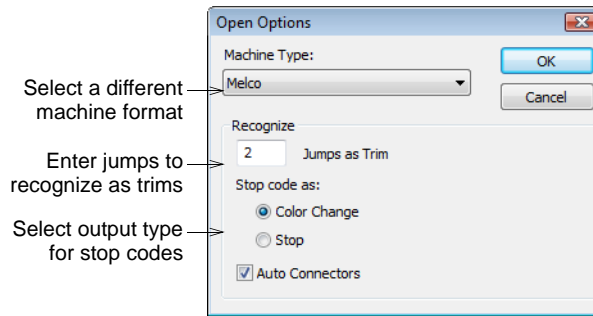 Open Options
Machine Type:
Melco
OK
Cancel
Select a different
machine format
Recognize
2 Jumps as Trim
Enter jumps to
recognize as trims
Stop code as:
Color Change
Select output type
for stop codes
Stop
Auto Connectors